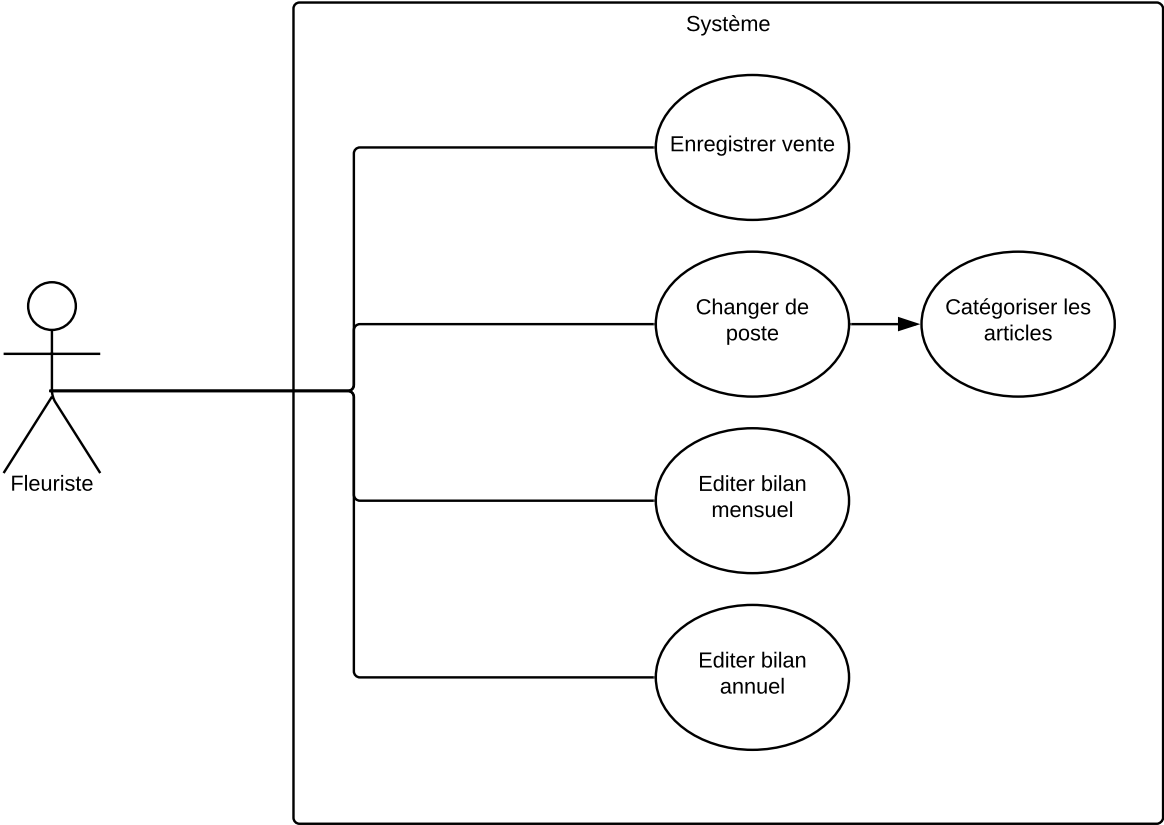 Système
Enregistrer vente
Changer de
poste
Catégoriser les
articles
Fleuriste
Editer bilan
mensuel
Editer bilan
annuel